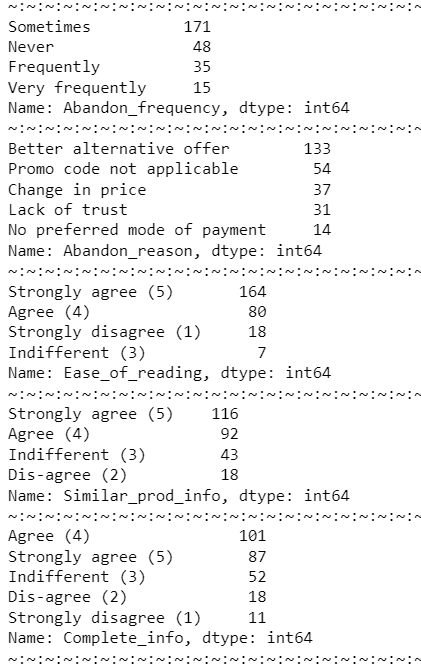 ~:~:~:~:~:~:~:~:~:~:~:~:~:~:~:~:~:~:~:~:~:~:~
Sometimes          171
Never               48
Frequently          35
Very frequently     15
Name: Abandon_frequency, dtype: int64
~:~:~:~:~:~:~:~:~:~:~:~:~:~:~:~:~:~:~:~:~:~:~
Better alternative offer        133
Promo code not applicable        54
Change in price                  37
Lack of trust                    31
No preferred mode of payment     14
Name: Abandon_reason, dtype: int64
~:~:~:~:~:~:~:~:~:~:~:~:~:~:~:~:~:~:~:~:~:~:~
Strongly agree (5)       164
Agree (4)                 80
Strongly disagree (1)     18
Indifferent (3)            7
Name: Ease_of_reading, dtype: int64
~:~:~:~:~:~:~:~:~:~:~:~:~:~:~:~:~:~:~:~:~:~:~
Strongly agree (5)    116
Agree (4)              92
Indifferent (3)        43
Dis-agree (2)          18
Name: Similar_prod_info, dtype: int64
~:~:~:~:~:~:~:~:~:~:~:~:~:~:~:~:~:~:~:~:~:~:~
Agree (4)                101
Strongly agree (5)        87
Indifferent (3)           52
Dis-agree (2)             18
Strongly disagree (1)     11
Name: Complete_info, dtype: int64
~:~:~:~:~:~:~:~:~:~:~:~:~:~:~:~:~:~:~:~:~:~:~